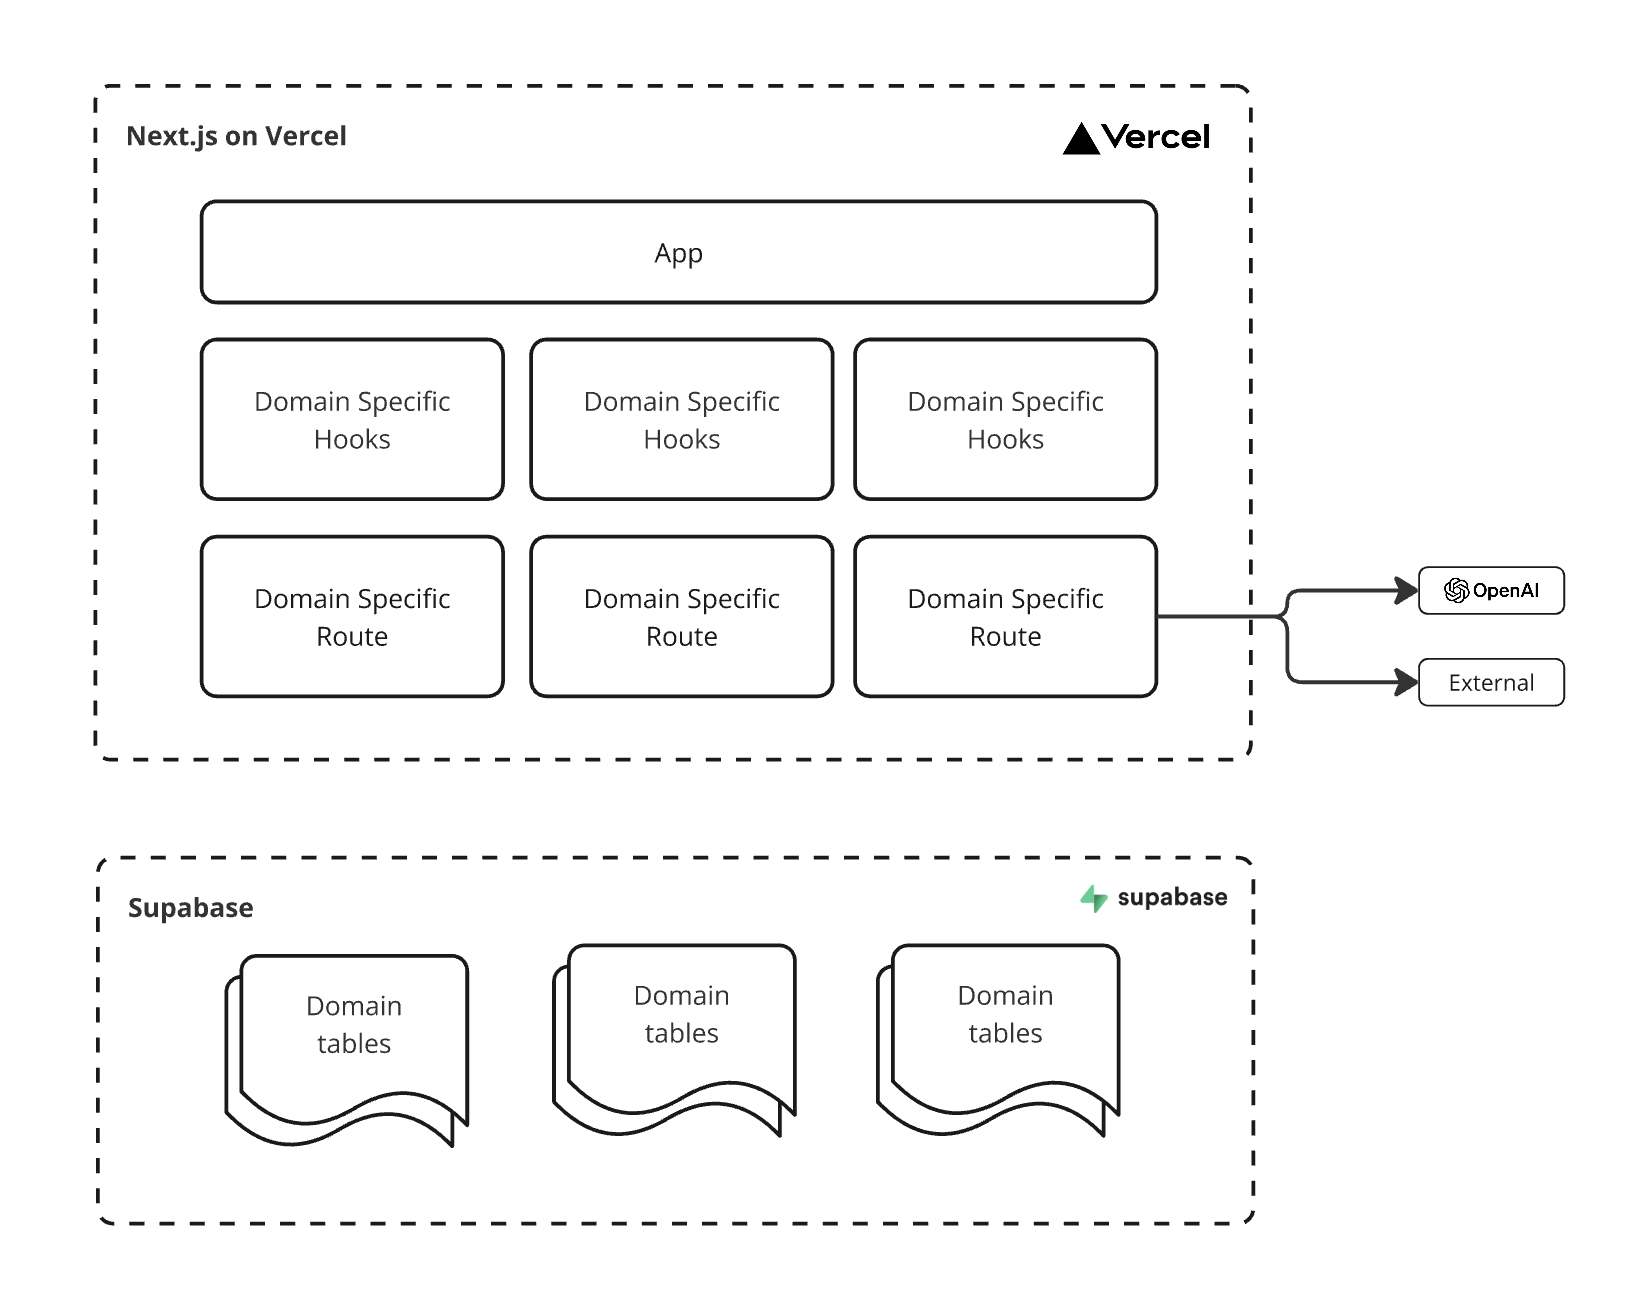 Next.js on Vercel
Vercel
App
Domain Specific
Hooks
Domain Specific
Hooks
Domain Specific
Hooks
Domain Specific
Route
Domain Specific
Route
Domain Specific
Route
OpenAI
External
Supabase
supabase
Domain
tables
Domain
tables
Domain
tables